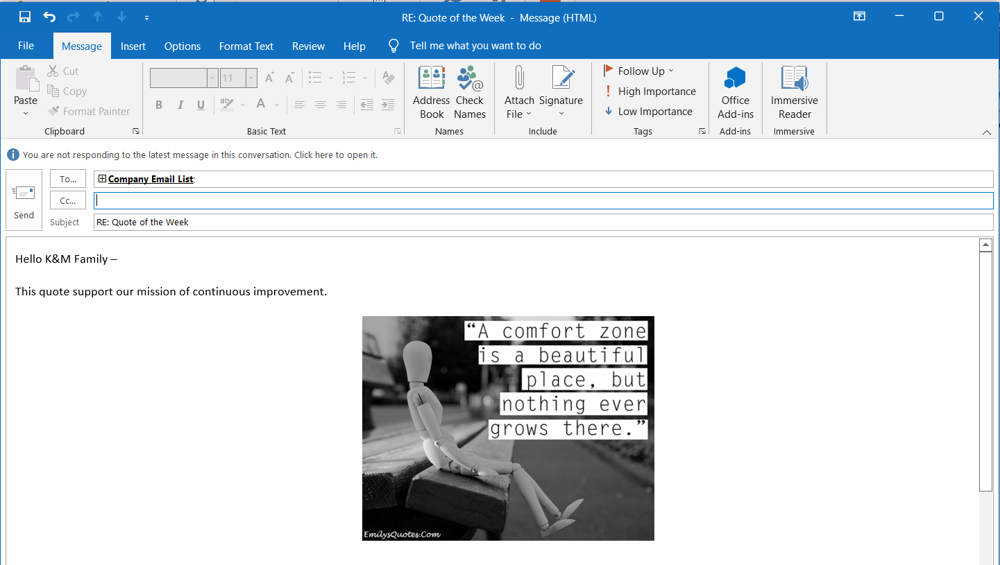 RE: Quote of the Week - Message (HTML)
File Message Insert Options Format Text Review Help Tell me what you want to do
Paste
Cut
Copy
Format Painter
Clipboard
11
B I U ab A
Basic Text
Address Book
Check Names
Names
Attach File
Signature
Include
Follow Up
High Importance
Low Importance
Tags
Office Add-ins
Add-ins
Immersive Reader
Immersive
You are not responding to the latest message in this conversation. Click here to open it.
Send
To... Company Email List;
Cc...
Subject RE: Quote of the Week
Hello K&M Family –
This quote support our mission of continuous improvement.
“A comfort zone
is a beautiful
place, but
nothing ever
grows there.”
EmilysQuotes.Com